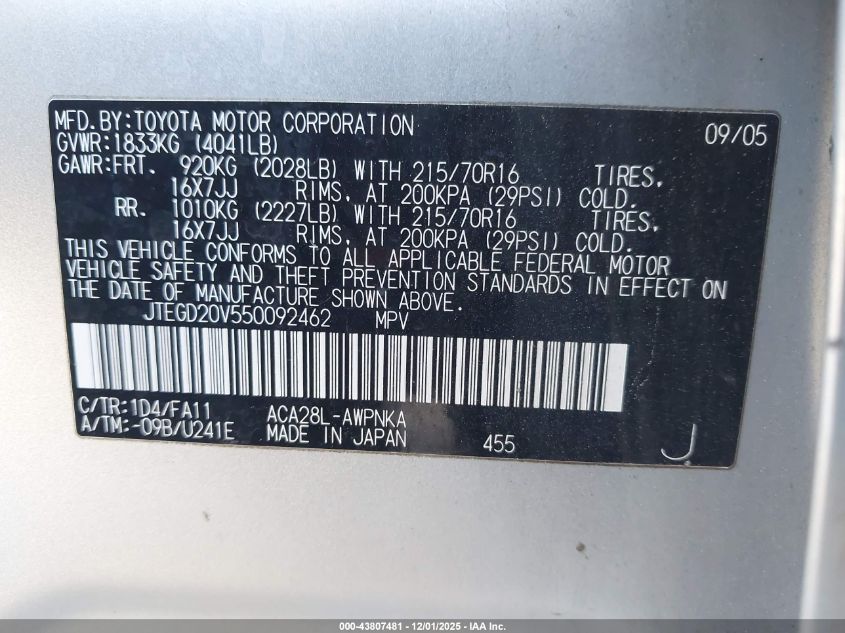 MFD.BY:TOYOTA MOTOR CORPORATION 09/05
GVWR:1833KG (4041LB)
GAWR:FRT. 920KG (2028LB) WITH 215/70R16 TIRES,
16X7JJ RIMS, AT 200KPA (29PSI) COLD.
RR. 1010KG (2227LB) WITH 215/70R16 TIRES,
16X7JJ RIMS, AT 200KPA (29PSI) COLD.
THIS VEHICLE CONFORMS TO ALL APPLICABLE FEDERAL MOTOR
VEHICLE SAFETY AND THEFT PREVENTION STANDARDS IN EFFECT ON
THE DATE OF MANUFACTURE SHOWN ABOVE.
JTEGD20V550092462 MPV
C/TR:1D4/FA11 ACA28L-AWPNKA
A/TM:-09B/U241E MADE IN JAPAN 455 J
000-43807481 - 12/01/2025 - IAA Inc.